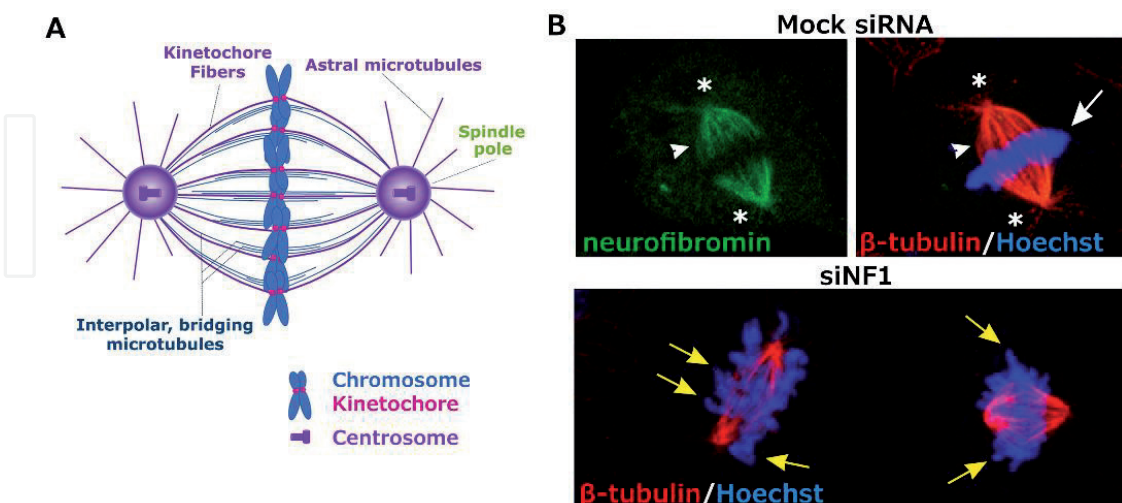 A
Kinetochore
Fibers
Astral microtubules
Spindle
pole
Interpolar, bridging
microtubules
Chromosome
Kinetochore
Centrosome
B
Mock siRNA
*
*
neurofibromin
*
*
β-tubulin/Hoechst
siNF1
β-tubulin/Hoechst